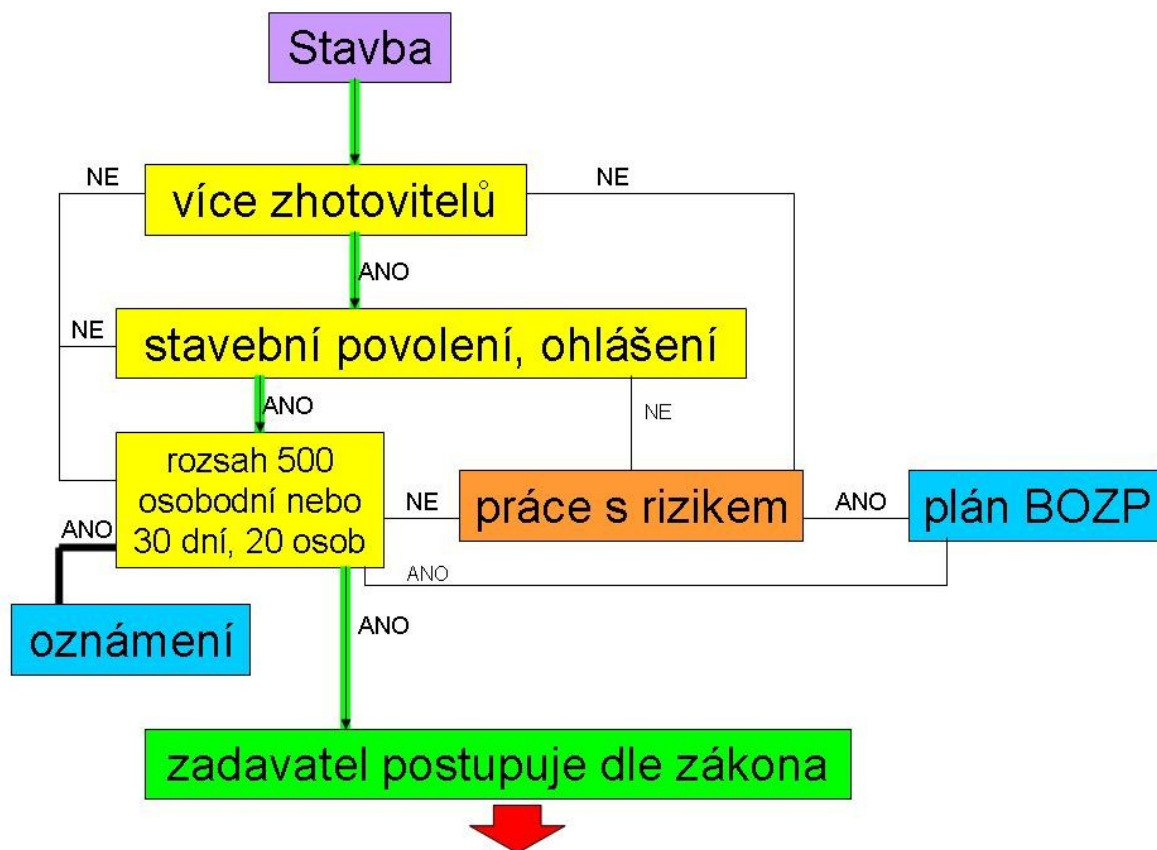 Stavba
NE
NE
více zhotovitelů
ANO
NE
stavební povolení, ohlášení
ANO
NE
rozsah 500
osobodní nebo
30 dní, 20 osob
NE
práce s rizikem
ANO
plán BOZP
ANO
ANO
oznámení
ANO
zadavatel postupuje dle zákona